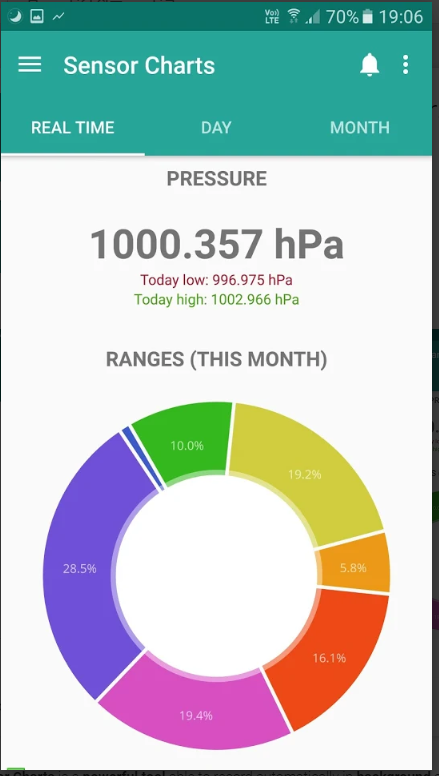 Vo))
LTE
70%
19:06
Sensor Charts
REAL TIME
DAY
MONTH
PRESSURE
1000.357 hPa
Today low: 996.975 hPa
Today high: 1002.966 hPa
RANGES (THIS MONTH)
10.0%
19.2%
5.8%
28.5%
16.1%
19.4%